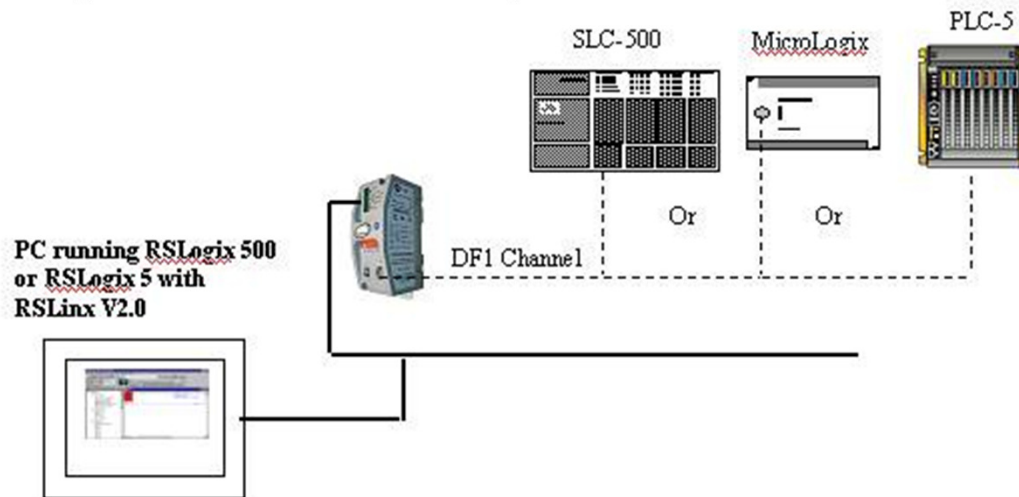 PLC-5
SLC-500
MicroLogix
Or
Or
DF1 Channel
PC running RSLogix 500
or RSLogix 5 with
RSLinx V2.0